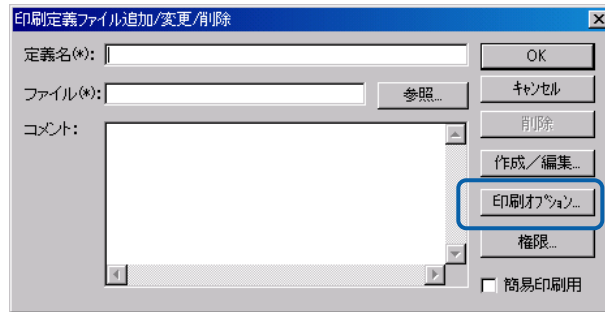 印刷定義ファイル追加/変更/削除
定義名(*):
OK
ファイル(*):
参照...
キャンセル
コメント:
削除
作成／編集...
印刷オプション...
権限...
簡易印刷用